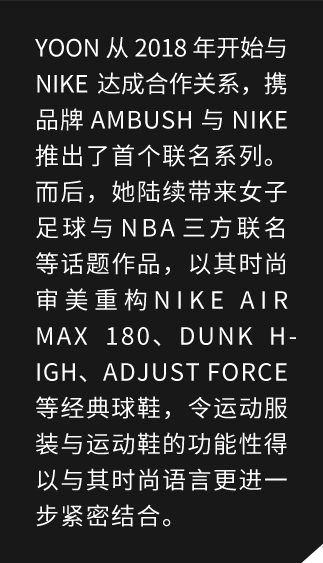 YOON 从 2018 年开始与
NIKE 达成合作关系，携
品牌 AMBUSH 与 NIKE
推出了首个联名系列。
而后，她陆续带来女子
足球与 NBA 三方联名
等话题作品，以其时尚
审美重构NIKE AIR
MAX 180、DUNK H-
IGH、ADJUST FORCE
等经典球鞋，令运动服
装与运动鞋的功能性得
以与其时尚语言更进一
步紧密结合。